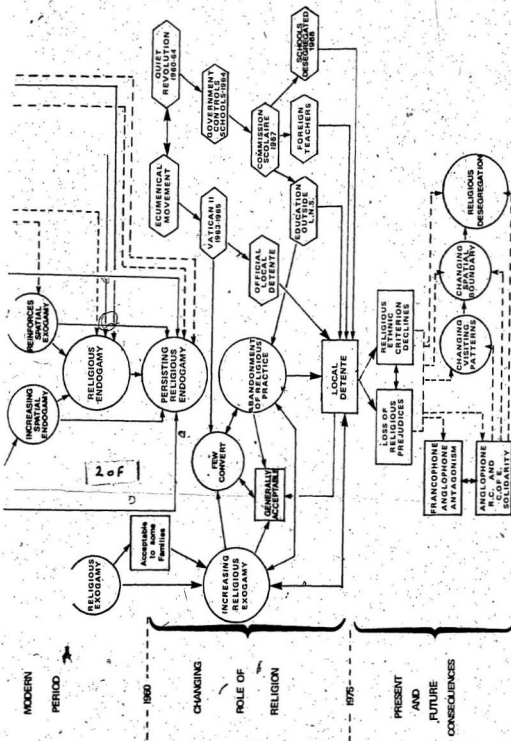 MODERN
PERIOD
1960
CHANGING
ROLE OF
RELIGION
1975
PRESENT
AND
FUTURE
CONSEQUENCES
RELIGIOUS
EXOGAMY
Acceptable
to some
Families
INCREASING
SPATIAL
ENDOGAMY
REINFORCES
SPATIAL
EXOGAMY
RELIGIOUS
ENDOGAMY
PERSISTING
RELIGIOUS
ENDOGAMY
2 of
ECUMENICAL
MOVEMENT
QUIET
REVOLUTION
1960-64
VATICAN II
1963-1965
GOVERNMENT
CONTROLS
SCHOOLS-1964
OFFICIAL
LOCAL
DETENTE
COMMISSION
SCOLAIRE
1967
EDUCATION
OUTSIDE
L.N.S.
FOREIGN
TEACHERS
SCHOOLS
DESEGREGATED
1968
INCREASING
RELIGIOUS
EXOGAMY
FEW
CONVERT
GENERALLY
ACCEPTABLE
ABANDONMENT
OF RELIGIOUS
PRACTICE
LOCAL
DETENTE
LOSS OF
RELIGIOUS
PREJUDICES
RELIGIOUS
ETHNIC
CRITERION
DECLINES
FRANCOPHONE
ANGLOPHONE
ANTAGONISM
ANGLOPHONE
R.C. AND
C.OF E.
SOLIDARITY
CHANGING
VISITING
PATTERNS
CHANGING
SPATIAL
BOUNDARY
RELIGIOUS
DESEGREGATION